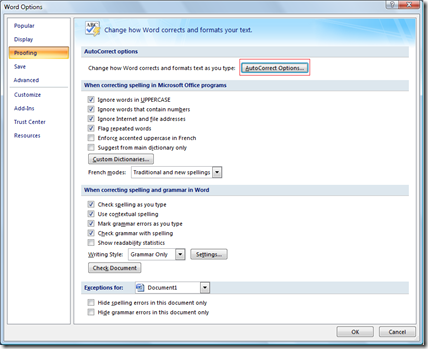 Word Options
Popular
Display
Proofing
Save
Advanced
Customize
Add-Ins
Trust Center
Resources
ABC
Change how Word corrects and formats your text.
AutoCorrect options
Change how Word corrects and formats text as you type: AutoCorrect Options...
When correcting spelling in Microsoft Office programs
Ignore words in UPPERCASE
Ignore words that contain numbers
Ignore Internet and file addresses
Flag repeated words
Enforce accented uppercase in French
Suggest from main dictionary only
Custom Dictionaries...
French modes: Traditional and new spellings
When correcting spelling and grammar in Word
Check spelling as you type
Use contextual spelling
Mark grammar errors as you type
Check grammar with spelling
Show readability statistics
Writing Style: Grammar Only Settings...
Check Document
Exceptions for: Document1
Hide spelling errors in this document only
Hide grammar errors in this document only
OK Cancel